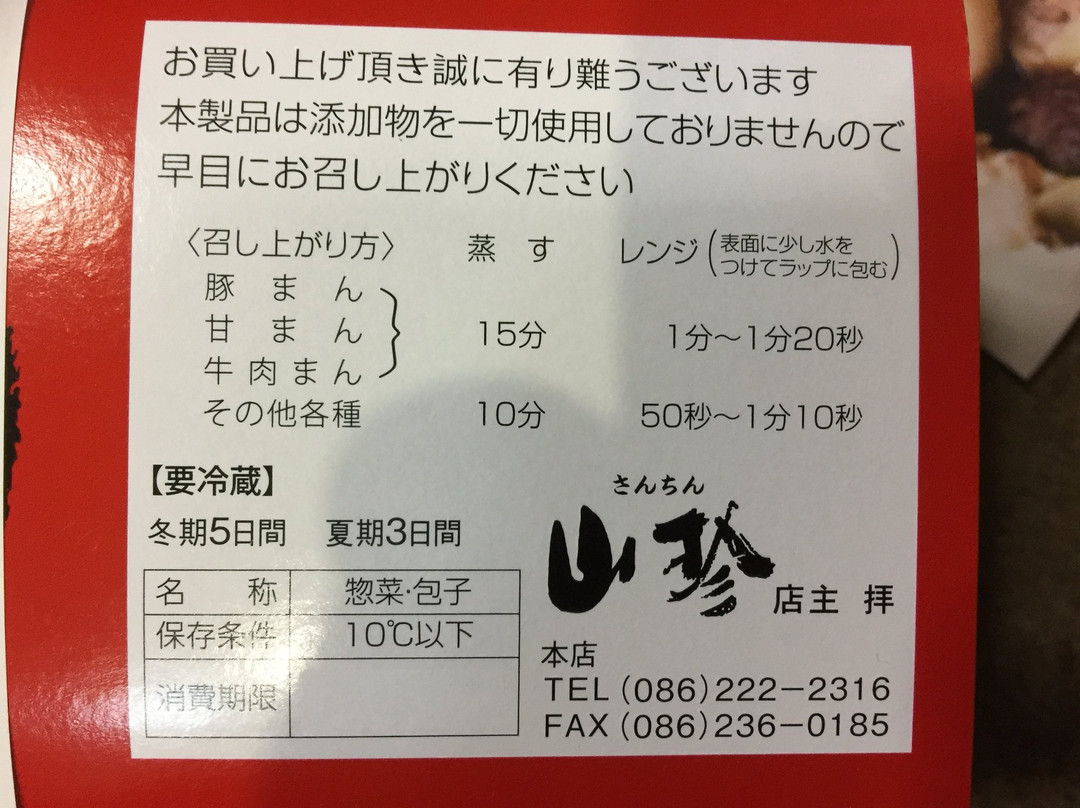 お買い上げ頂き誠に有り難うございます
本製品は添加物を一切使用しておりませんので
早目にお召し上がりください
〈召し上がり方〉 蒸す レンジ(表面に少し水をつけてラップに包む)
豚まん
甘まん 15分 1分〜1分20秒
牛肉まん
その他各種 10分 50秒〜1分10秒
【要冷蔵】
冬期5日間 夏期3日間
名称 惣菜・包子
保存条件 10℃以下
消費期限
さんちん
山珍 店主 拝
本店
TEL(086)222−2316
FAX(086)236−0185